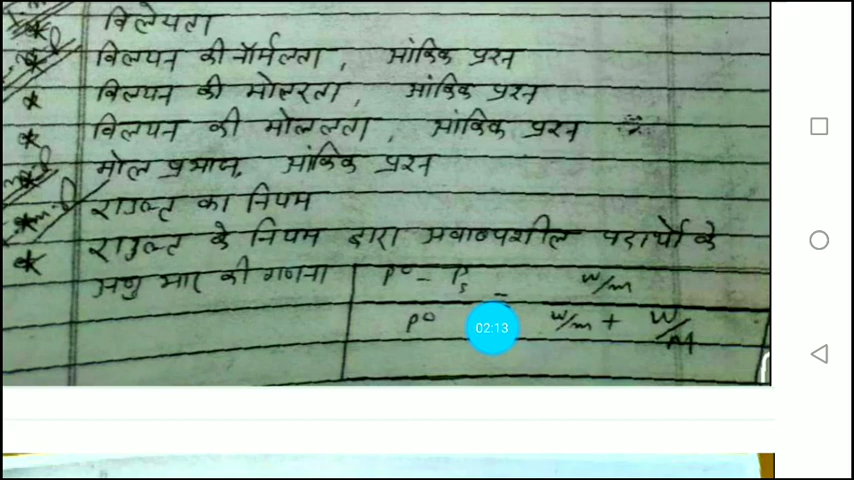 विलेयता
विलयन की नॉर्मलता, आंकिक प्रश्न
विलयन की मोलरता, आंकिक प्रश्न
विलयन की मोललता, आंकिक प्रश्न
मोल प्रभाज, आंकिक प्रश्न
राउल्ट का नियम
राउल्ट के नियम द्वारा अवाष्पशील पदार्थो के
अणु भार की गणना
P° - Ps = w/m
P° w/m + W/M
02:13